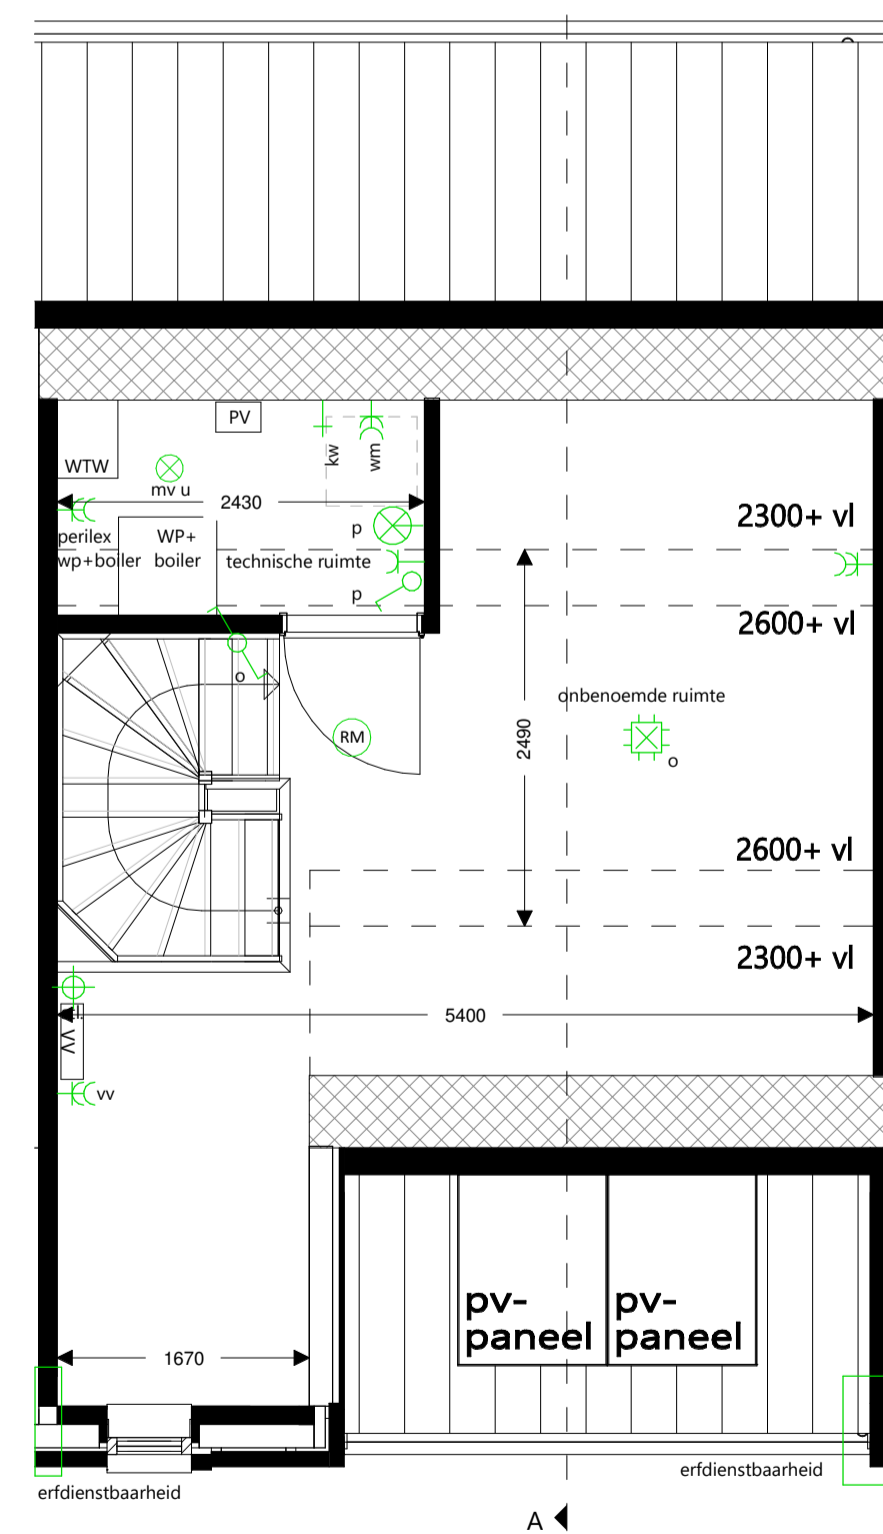 PV
WTW
kw
wm
mv u
2430
2300+ vl
p
perilex
wp+boiler
WP+
boiler
technische ruimte
p
2600+ vl
o
onbenoemde ruimte
RM
2490
o
2600+ vl
2300+ vl
5400
VV
vv
pv-
paneel
pv-
paneel
1670
erfdienstbaarheid
erfdienstbaarheid
A